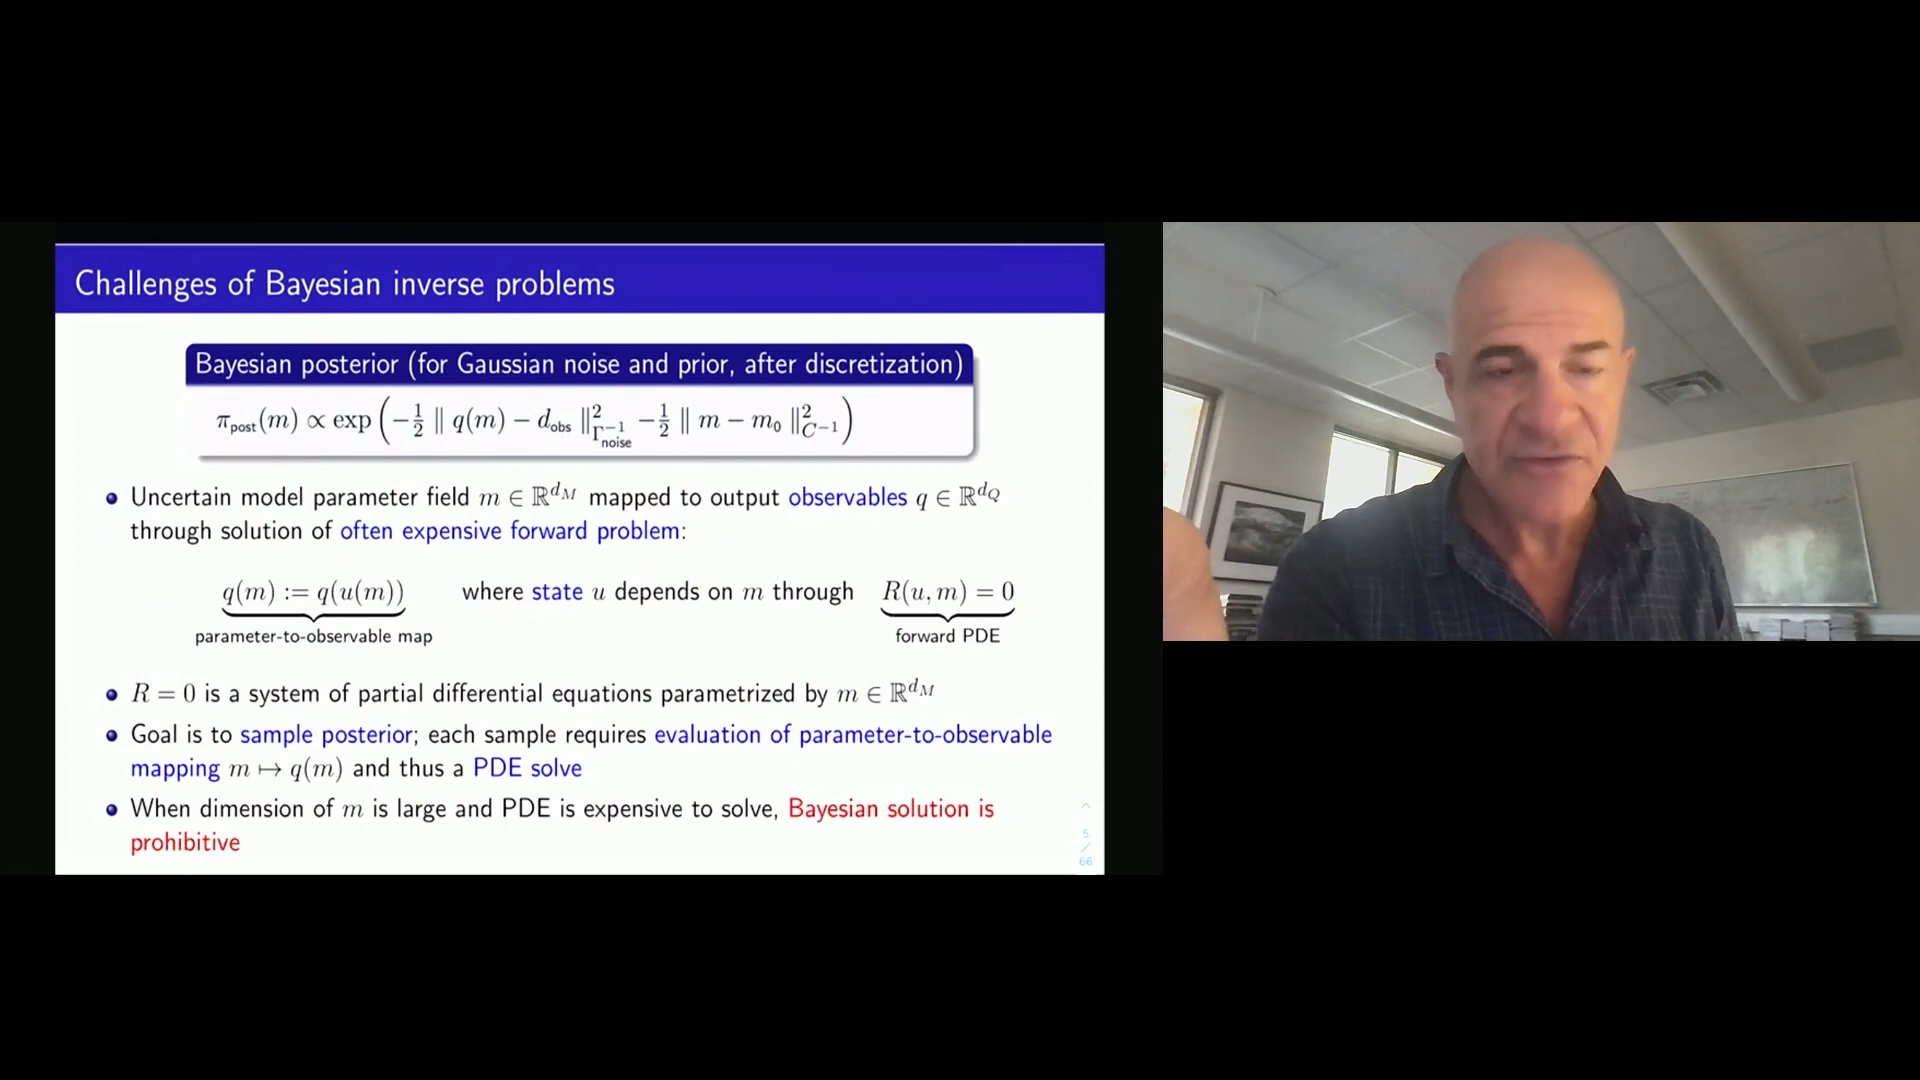 Challenges of Bayesian inverse problems
Bayesian posterior (for Gaussian noise and prior, after discretization)
π_post(m) ∝ exp(−½ ‖ q(m) − d_obs ‖²_{Γ⁻¹_noise} −½ ‖ m − m₀ ‖²_{C⁻¹})
Uncertain model parameter field m ∈ ℝ^{d_M} mapped to output observables q ∈ ℝ^{d_Q}
through solution of often expensive forward problem:
q(m) := q(u(m)) where state u depends on m through R(u, m) = 0
parameter-to-observable map forward PDE
R = 0 is a system of partial differential equations parametrized by m ∈ ℝ^{d_M}
Goal is to sample posterior; each sample requires evaluation of parameter-to-observable
mapping m ↦ q(m) and thus a PDE solve
When dimension of m is large and PDE is expensive to solve, Bayesian solution is
prohibitive
5
/
66